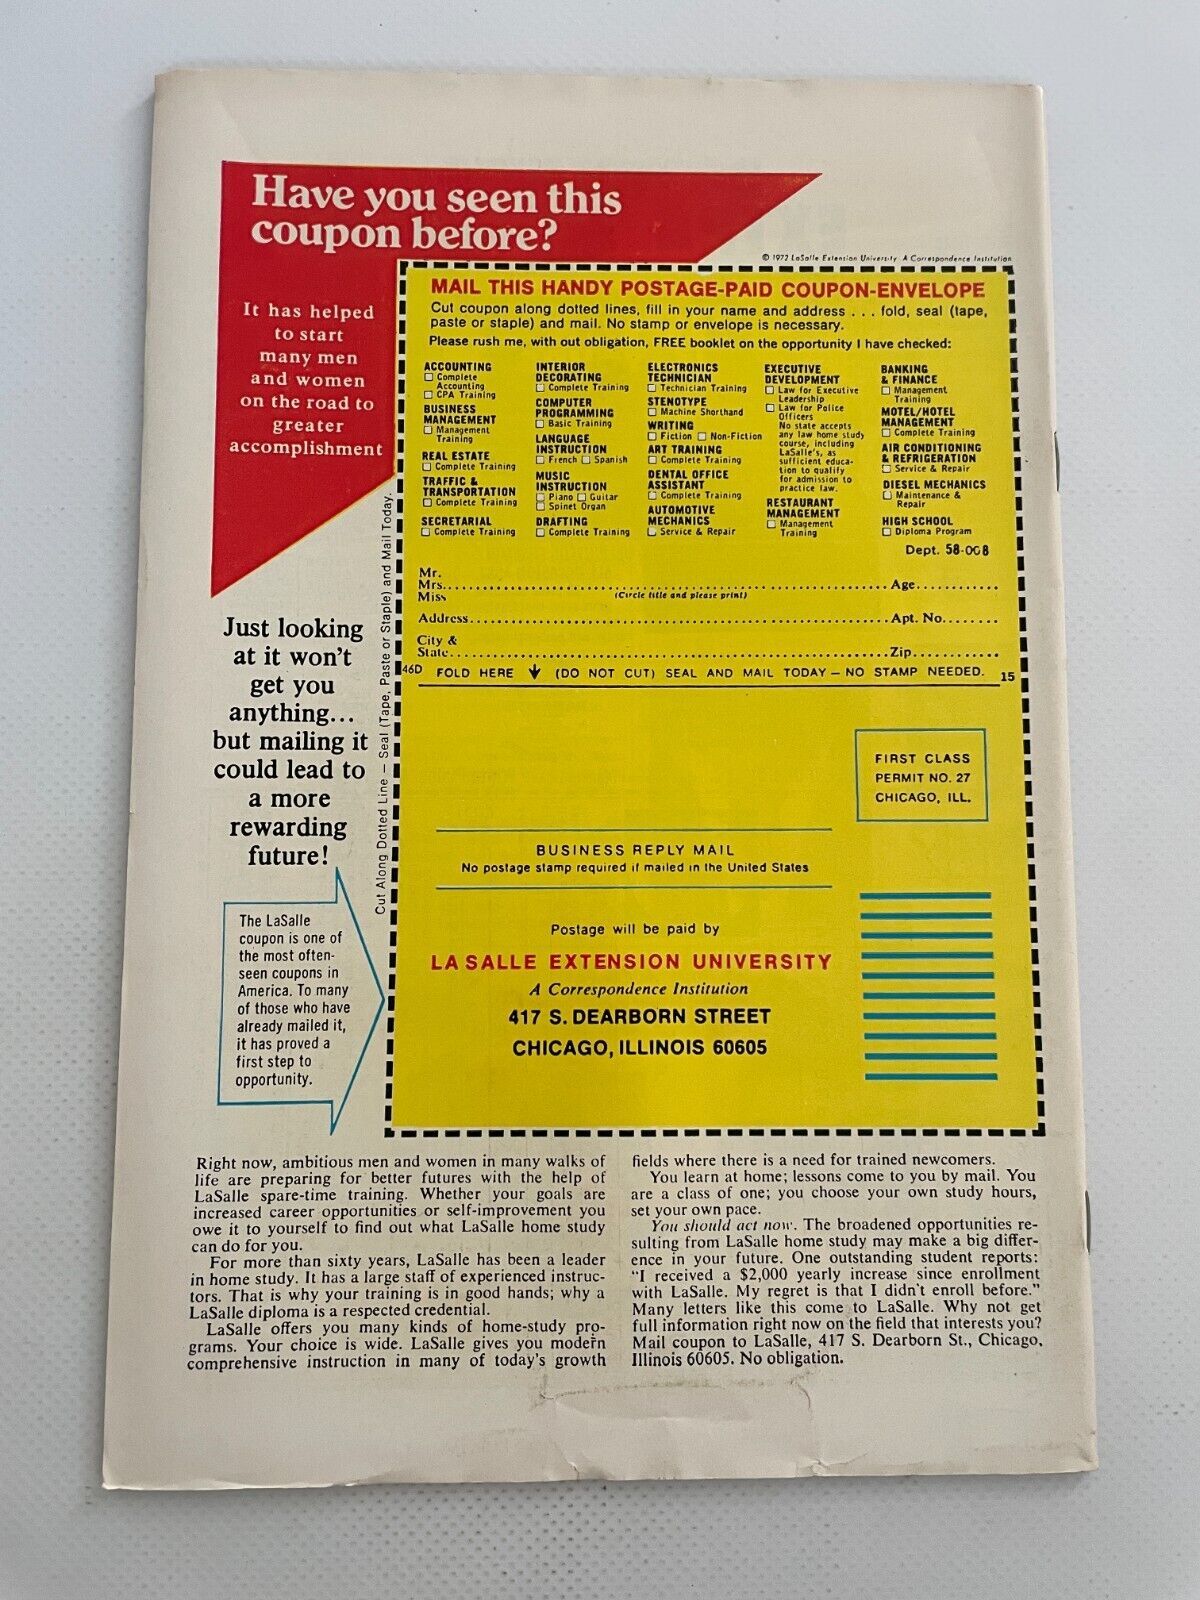 Have you seen this
coupon before?
© 1972 LaSalle Extension University A Correspondence Institution
It has helped
to start
many men
and women
on the road to
greater
accomplishment
MAIL THIS HANDY POSTAGE-PAID COUPON-ENVELOPE
Cut coupon along dotted lines, fill in your name and address . . . fold, seal (tape,
paste or staple) and mail. No stamp or envelope is necessary.
Please rush me, with out obligation, FREE booklet on the opportunity I have checked:
ACCOUNTING
☐ Complete
Accounting
☐ CPA Training
BUSINESS
MANAGEMENT
☐ Management
Training
REAL ESTATE
☐ Complete Training
TRAFFIC &
TRANSPORTATION
☐ Complete Training
SECRETARIAL
☐ Complete Training
INTERIOR
DECORATING
☐ Complete Training
COMPUTER
PROGRAMMING
☐ Basic Training
LANGUAGE
INSTRUCTION
☐ French ☐ Spanish
MUSIC
INSTRUCTION
☐ Piano ☐ Guitar
☐ Spinet Organ
DRAFTING
☐ Complete Training
ELECTRONICS
TECHNICIAN
☐ Technician Training
STENOTYPE
☐ Machine Shorthand
WRITING
☐ Fiction ☐ Non-Fiction
ART TRAINING
☐ Complete Training
DENTAL OFFICE
ASSISTANT
☐ Complete Training
AUTOMOTIVE
MECHANICS
☐ Service & Repair
EXECUTIVE
DEVELOPMENT
☐ Law for Executive
Leadership
☐ Law for Police
Officers
No state accepts
any law home study
course, including
LaSalle's, as
sufficient educa-
tion to qualify
for admission to
practice law.
RESTAURANT
MANAGEMENT
☐ Management
Training
BANKING
& FINANCE
☐ Management
Training
MOTEL/HOTEL
MANAGEMENT
☐ Complete Training
AIR CONDITIONING
& REFRIGERATION
☐ Service & Repair
DIESEL MECHANICS
☐ Maintenance &
Repair
HIGH SCHOOL
☐ Diploma Program
Dept. 58-008
Mr.
Mrs. Age
Miss (Circle title and please print)
Address Apt. No.
City &
State Zip
46D FOLD HERE (DO NOT CUT) SEAL AND MAIL TODAY — NO STAMP NEEDED. 15
Cut Along Dotted Line — Seal (Tape, Paste or Staple) and Mail Today.
Just looking
at it won't
get you
anything...
but mailing it
could lead to
a more
rewarding
future!
The LaSalle
coupon is one of
the most often-
seen coupons in
America. To many
of those who have
already mailed it,
it has proved a
first step to
opportunity.
FIRST CLASS
PERMIT NO. 27
CHICAGO, ILL.
BUSINESS REPLY MAIL
No postage stamp required if mailed in the United States
Postage will be paid by
LA SALLE EXTENSION UNIVERSITY
A Correspondence Institution
417 S. DEARBORN STREET
CHICAGO, ILLINOIS 60605
Right now, ambitious men and women in many walks of
life are preparing for better futures with the help of
LaSalle spare-time training. Whether your goals are
increased career opportunities or self-improvement you
owe it to yourself to find out what LaSalle home study
can do for you.
For more than sixty years, LaSalle has been a leader
in home study. It has a large staff of experienced instruc-
tors. That is why your training is in good hands; why a
LaSalle diploma is a respected credential.
LaSalle offers you many kinds of home-study pro-
grams. Your choice is wide. LaSalle gives you modern
comprehensive instruction in many of today's growth
fields where there is a need for trained newcomers.
You learn at home; lessons come to you by mail. You
are a class of one; you choose your own study hours,
set your own pace.
You should act now. The broadened opportunities re-
sulting from LaSalle home study may make a big differ-
ence in your future. One outstanding student reports:
"I received a $2,000 yearly increase since enrollment
with LaSalle. My regret is that I didn't enroll before."
Many letters like this come to LaSalle. Why not get
full information right now on the field that interests you?
Mail coupon to LaSalle, 417 S. Dearborn St., Chicago,
Illinois 60605. No obligation.